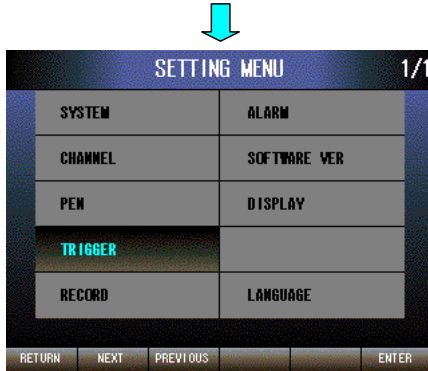 SETTING MENU 1/1
SYSTEM ALARM
CHANNEL SOFTWARE VER
PEN DISPLAY
TRIGGER
RECORD LANGUAGE
RETURN NEXT PREVIOUS ENTER